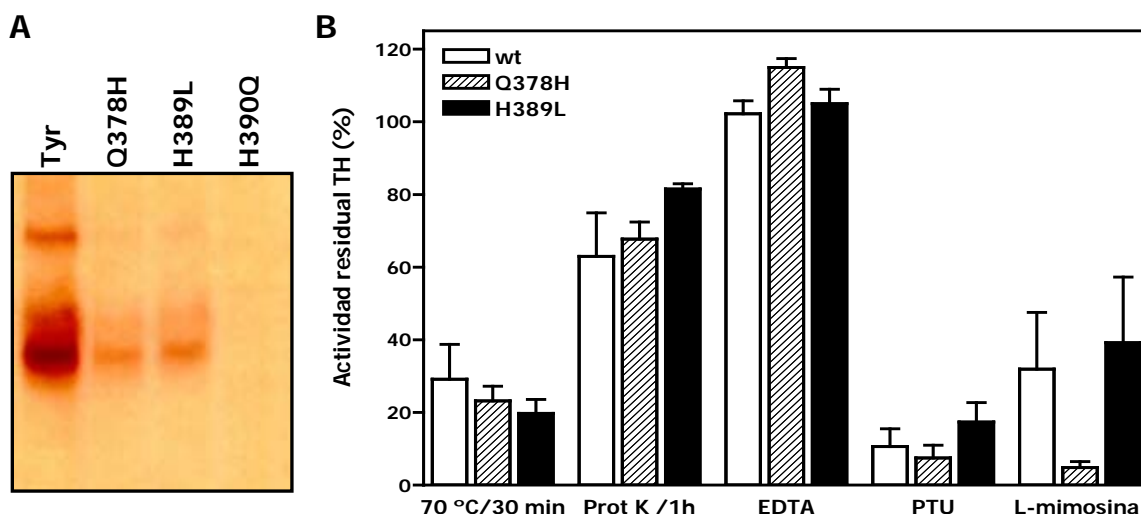 A
B
Tyr
Q378H
H389L
H390Q
wt
Q378H
H389L
Actividad residual TH (%)
120
100
80
60
40
20
0
70 ºC/30 min
Prot K /1h
EDTA
PTU
L-mimosina